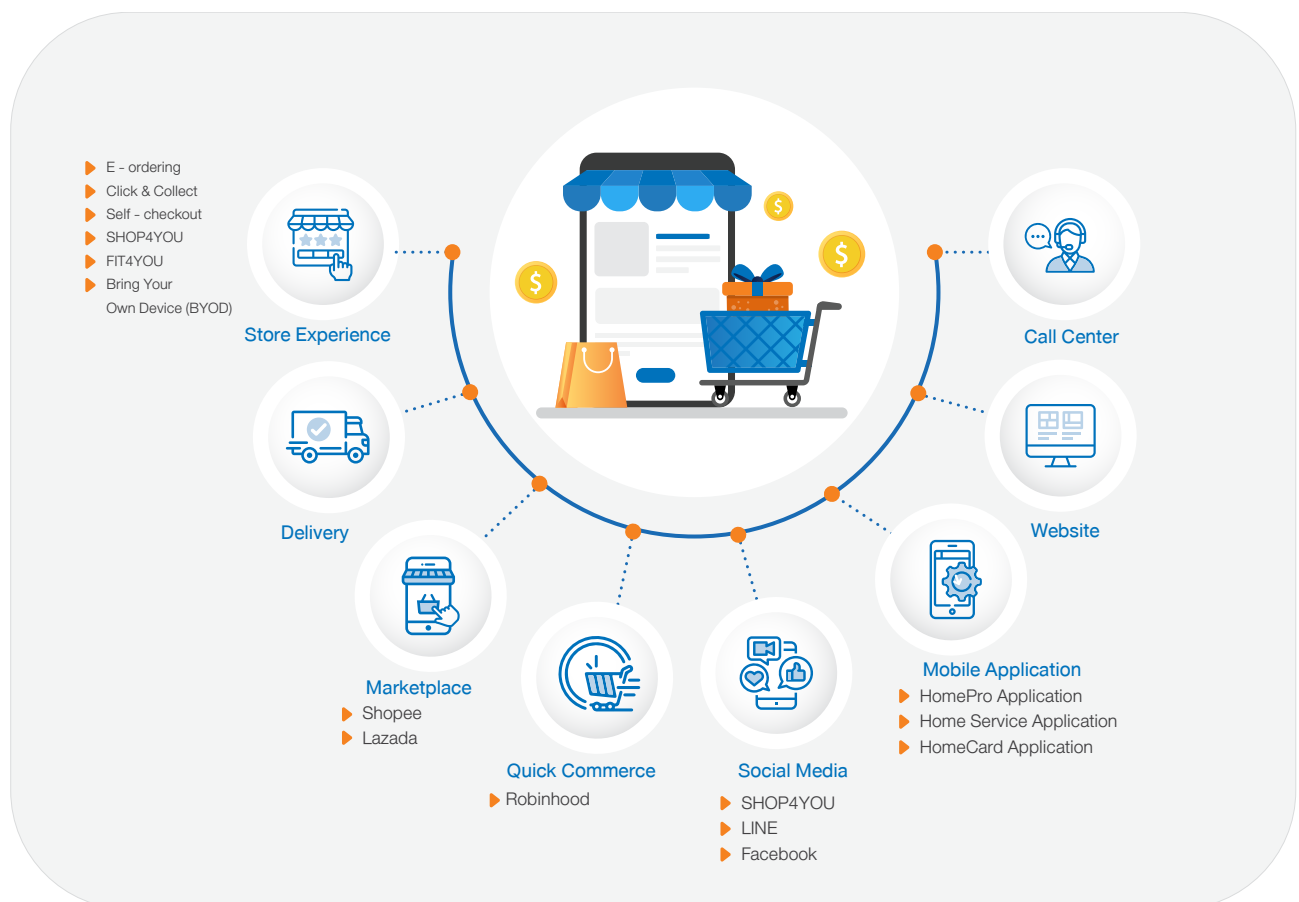 E - ordering
Click & Collect
Self - checkout
SHOP4YOU
FIT4YOU
Bring Your
Own Device (BYOD)
Store Experience
Delivery
Marketplace
Shopee
Lazada
Quick Commerce
Robinhood
Social Media
SHOP4YOU
LINE
Facebook
Mobile Application
HomePro Application
Home Service Application
HomeCard Application
Website
Call Center
$
$
$